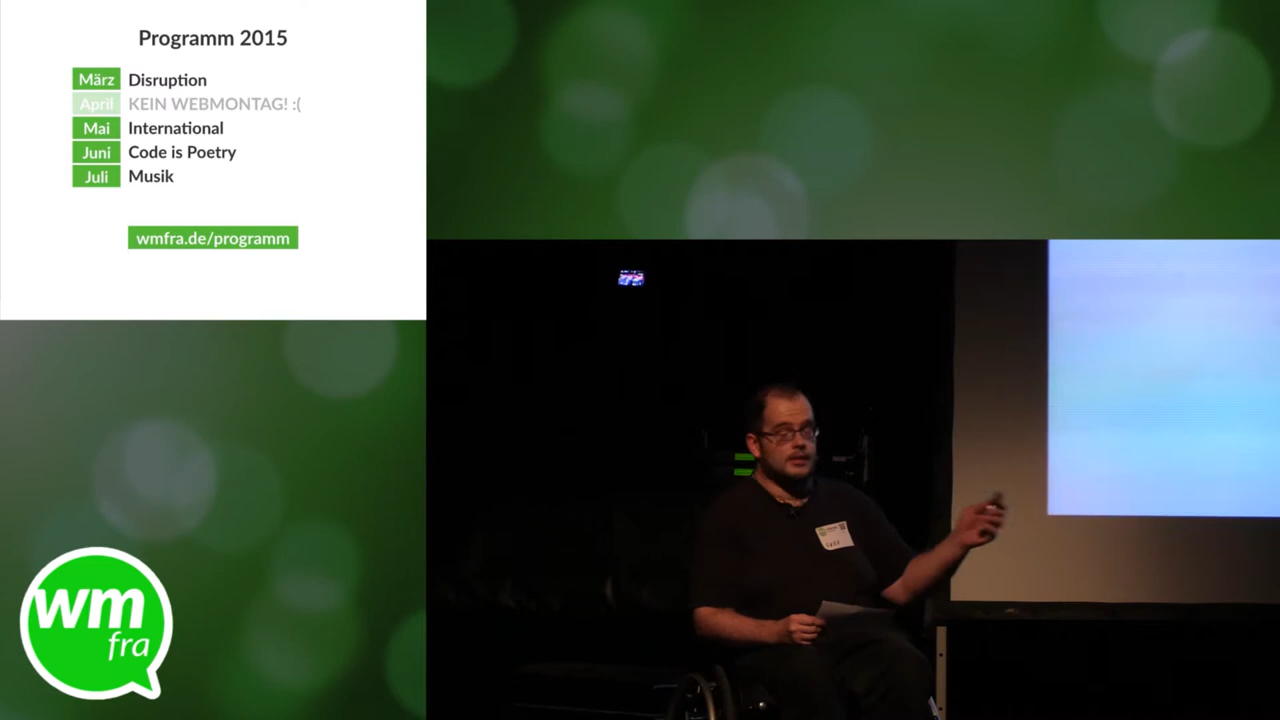 Programm 2015
März Disruption
April KEIN WEBMONTAG! :(
Mai International
Juni Code is Poetry
Juli Musik
wmfra.de/programm
wm
fra